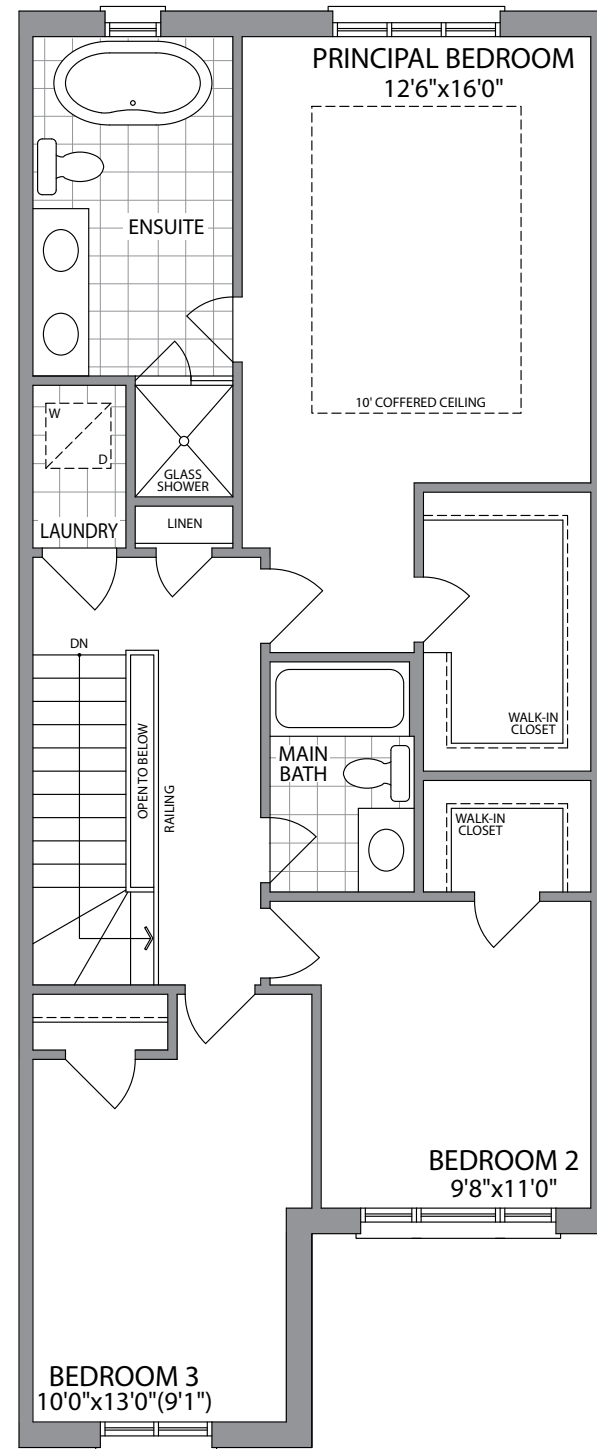 PRINCIPAL BEDROOM
12'6"x16'0"
ENSUITE
10' COFFERED CEILING
W
D
GLASS
SHOWER
LAUNDRY
LINEN
DN
OPEN TO BELOW
RAILING
WALK-IN
CLOSET
MAIN
BATH
WALK-IN
CLOSET
BEDROOM 2
9'8"x11'0"
BEDROOM 3
10'0"x13'0"(9'1")